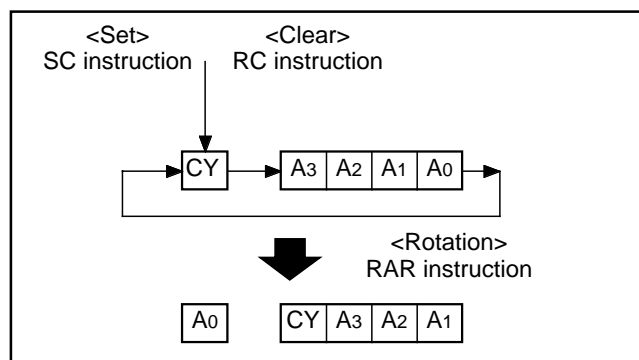 <Set> <Clear>
SC instruction RC instruction
CY A3 A2 A1 A0
<Rotation>
RAR instruction
A0 CY A3 A2 A1